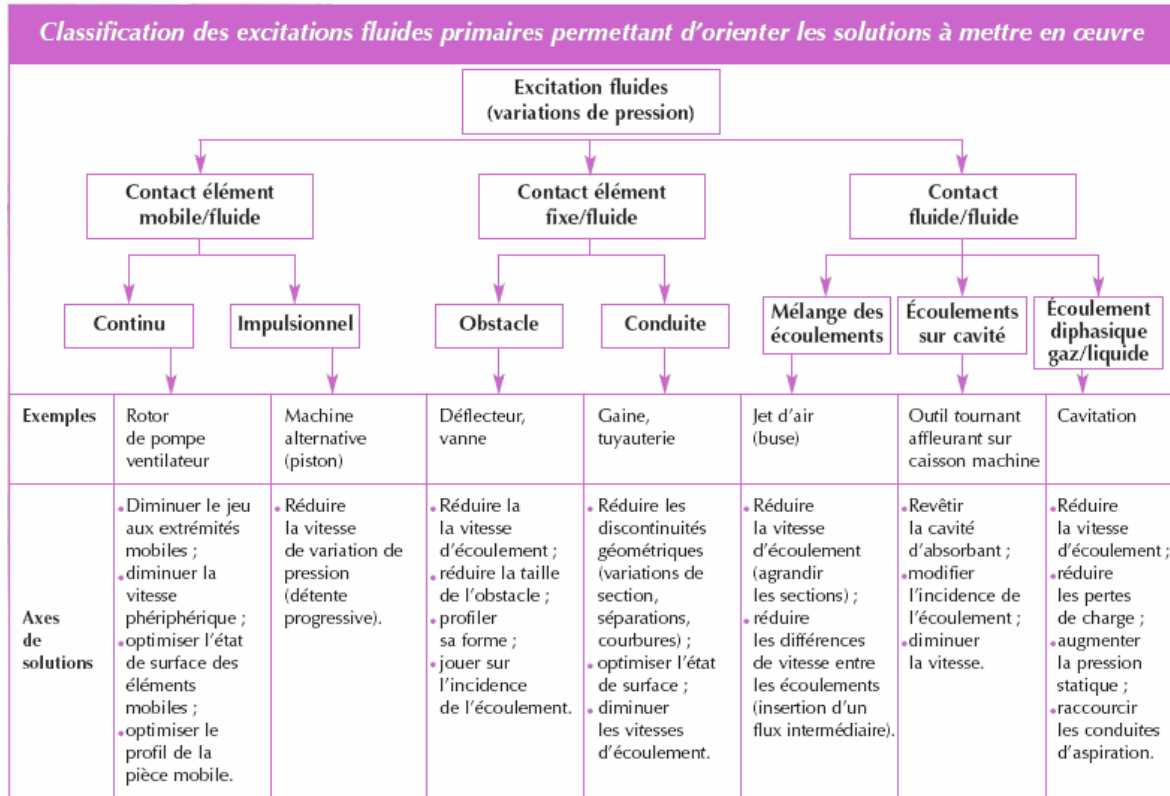 Classification des excitations fluides primaires permettant d'orienter les solutions à mettre en œuvre
Excitation fluides
(variations de pression)
Contact élément
mobile/fluide
Contact élément
fixe/fluide
Contact
fluide/fluide
Continu
Impulsionnel
Obstacle
Conduite
Mélange des
écoulements
Écoulements
sur cavité
Écoulement
diphasique
gaz/liquide
Exemples
Rotor
de pompe
ventilateur
Machine
alternative
(piston)
Déflecteur,
vanne
Gaine,
tuyauterie
Jet d'air
(buse)
Outil tournant
affleurant sur
caisson machine
Cavitation
Axes
de
solutions
• Diminuer le jeu
aux extrémités
mobiles ;
• diminuer la
vitesse
phériphérique ;
• optimiser l'état
de surface des
éléments
mobiles ;
• optimiser le
profil de la
pièce mobile.
• Réduire
la vitesse
de variation de
pression
(détente
progressive).
• Réduire la
la vitesse
d'écoulement ;
• réduire la taille
de l'obstacle ;
• profiler
sa forme ;
• jouer sur
l'incidence
de l'écoulement.
• Réduire les
discontinuités
géométriques
(variations de
section,
séparations,
courbures) ;
• optimiser l'état
de surface ;
• diminuer
les vitesses
d'écoulement.
• Réduire
la vitesse
d'écoulement
(agrandir
les sections) ;
• réduire
les différences
de vitesse entre
les écoulements
(insertion d'un
flux intermédiaire).
• Revêtir
la cavité
d'absorbant ;
• modifier
l'incidence de
l'écoulement ;
• diminuer
la vitesse.
• Réduire
la vitesse
d'écoulement ;
• réduire
les pertes
de charge ;
• augmenter
la pression
statique ;
• raccourcir
les conduites
d'aspiration.